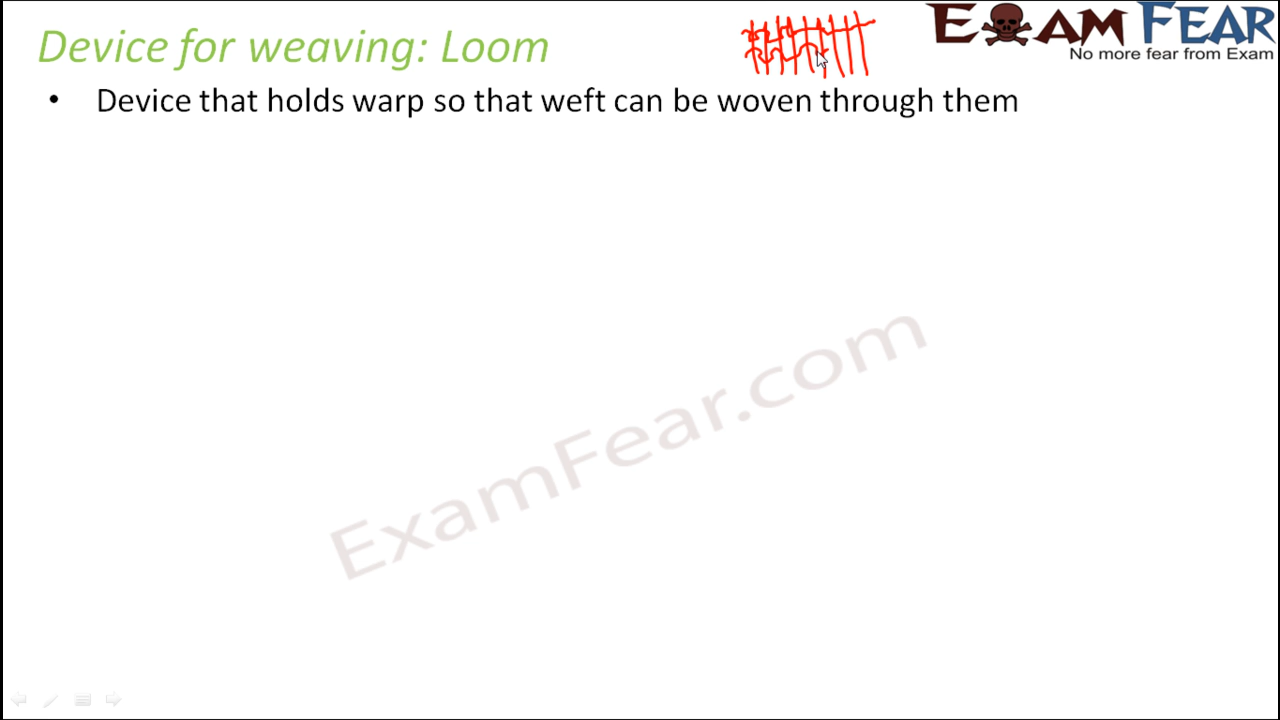 Device for weaving: Loom
EXAM FEAR
No more fear from Exam
• Device that holds warp so that weft can be woven through them
ExamFear.com